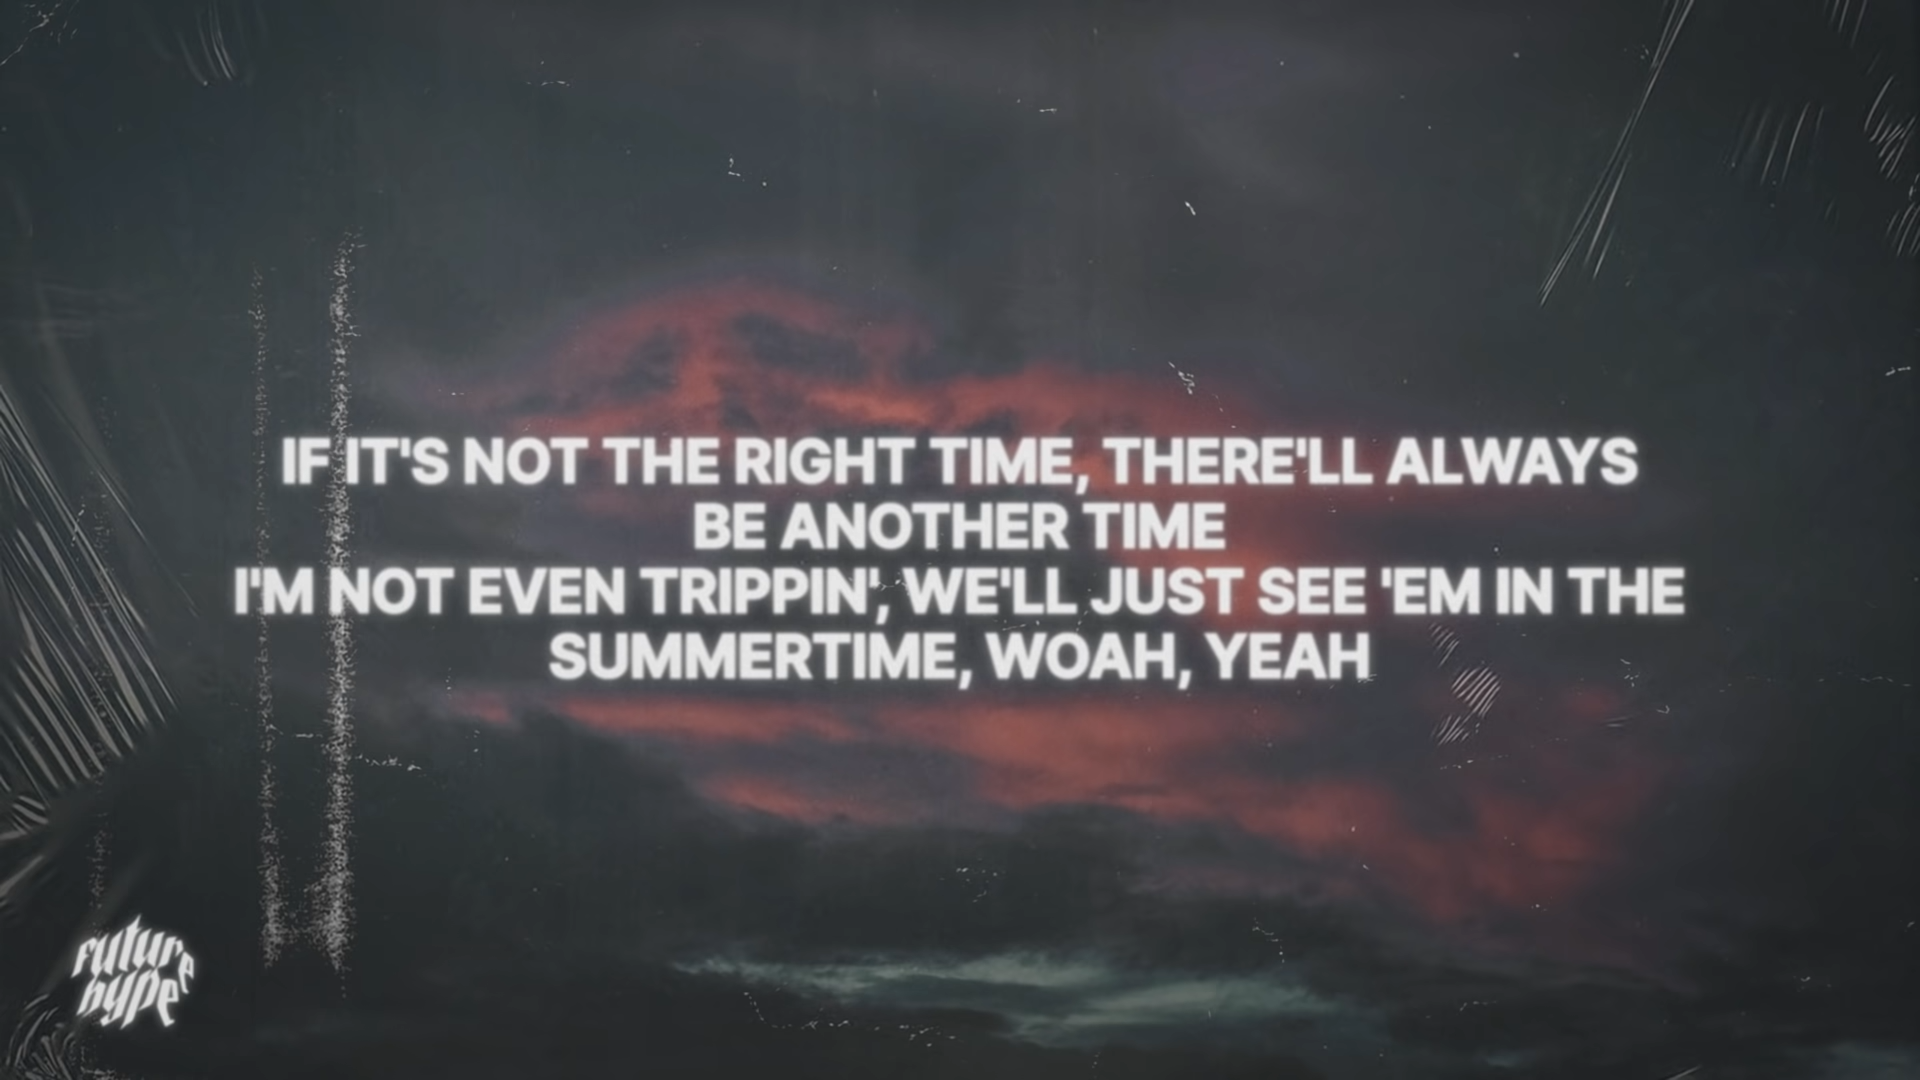 IF IT'S NOT THE RIGHT TIME, THERE'LL ALWAYS
BE ANOTHER TIME
I'M NOT EVEN TRIPPIN', WE'LL JUST SEE 'EM IN THE
SUMMERTIME, WOAH, YEAH
future
hype